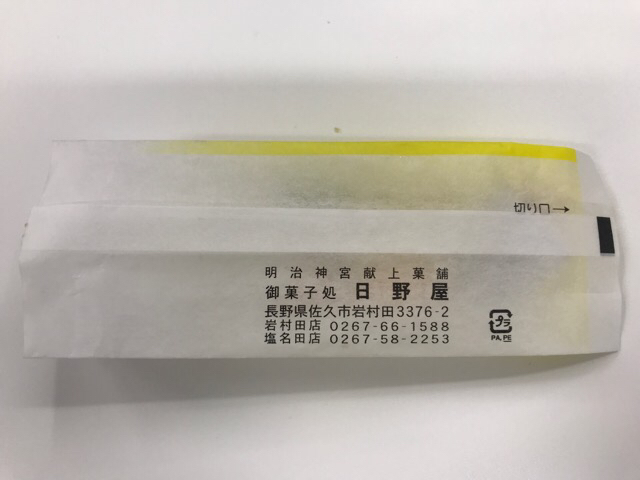 切り口→
明治神宮献上菓舗
御菓子処 日野屋
長野県佐久市岩村田3376-2
岩村田店 0267-66-1588
塩名田店 0267-58-2253
プラ
PA,PE